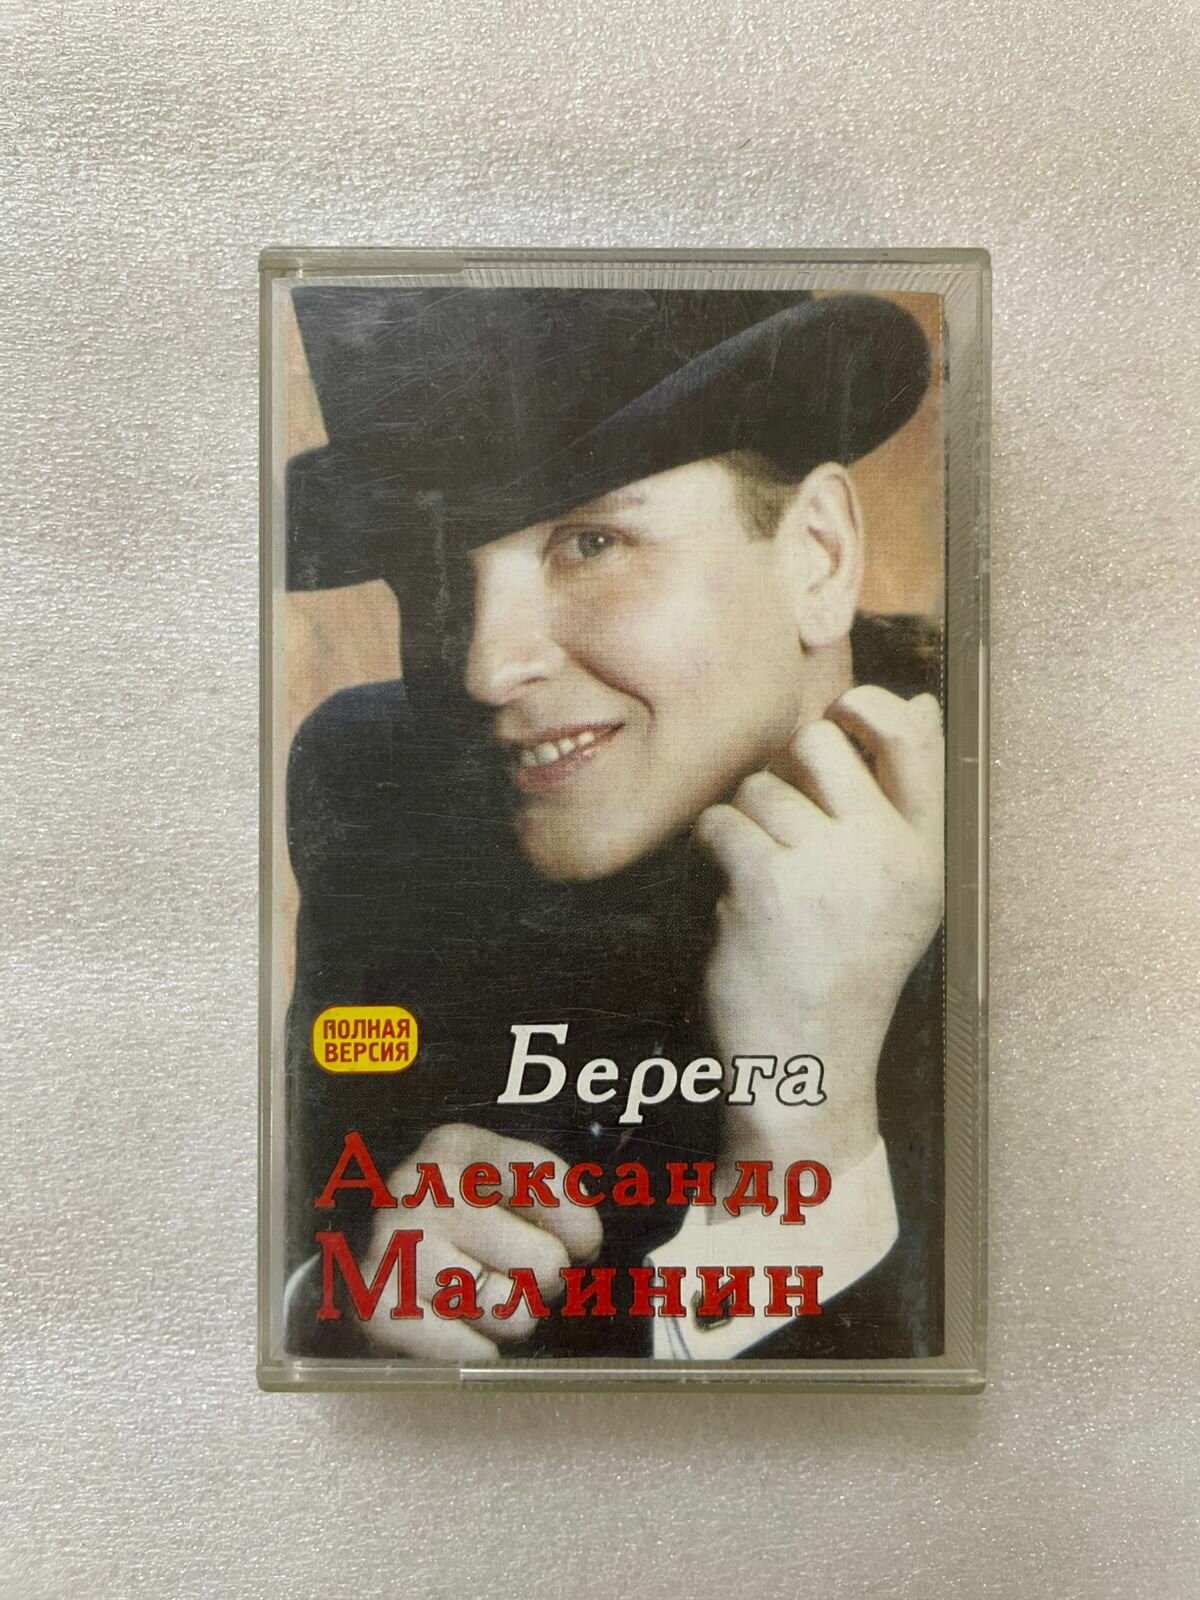 ПОЛНАЯ
ВЕРСИЯ
Берега
Александр
Малинин